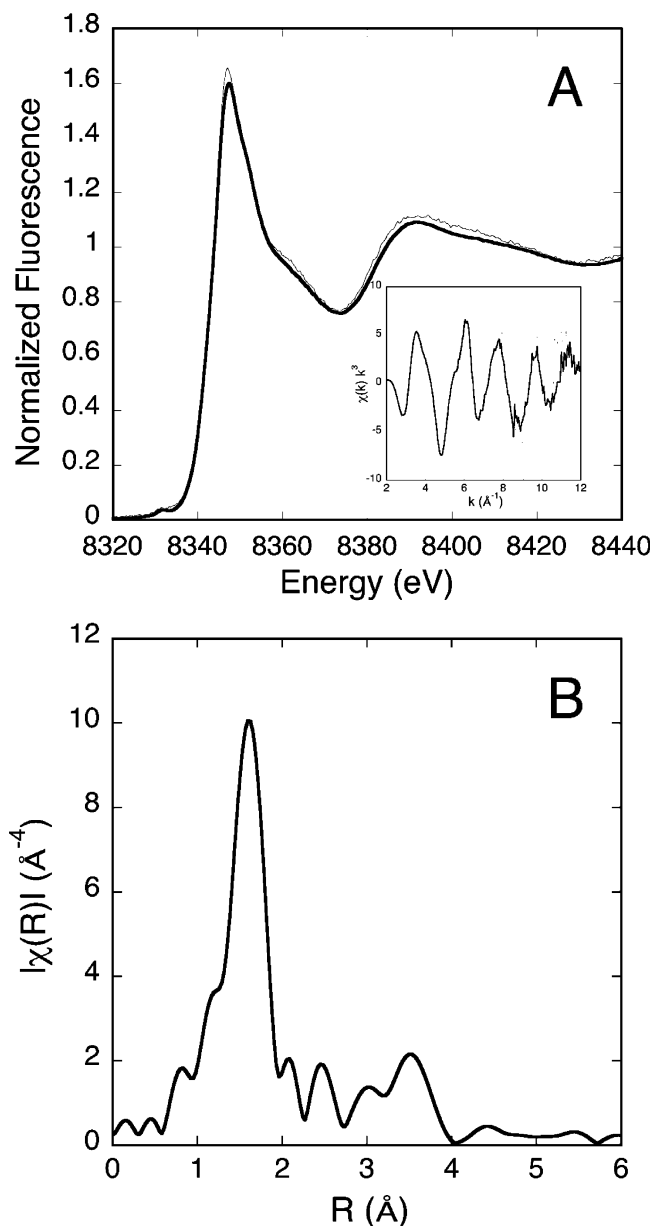 A
Normalized Fluorescence
1.8
1.6
1.4
1.2
1
0.8
0.6
0.4
0.2
0
8320 8340 8360 8380 8400 8420 8440
Energy (eV)
χ(k) k³
10
5
0
-5
-10
2 4 6 8 10 12
k (Å⁻¹)
B
|χ(R)| (Å⁻⁴)
12
10
8
6
4
2
0
0 1 2 3 4 5 6
R (Å)